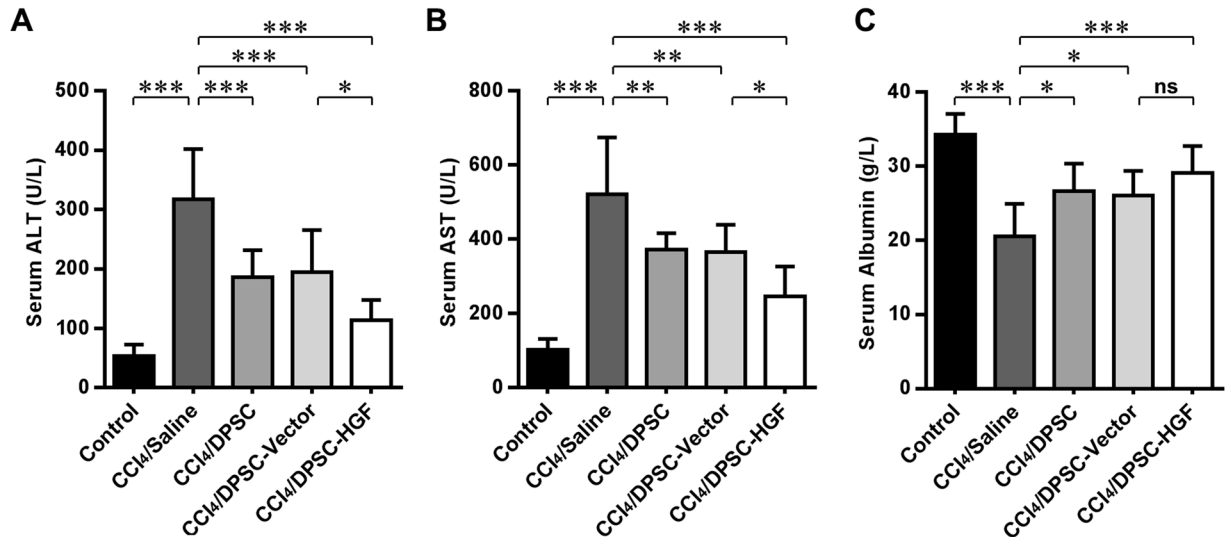 A
***
***
*** *** *
Serum ALT (U/L)
500
400
300
200
100
0
Control
CCl₄/Saline
CCl₄/DPSC
CCl₄/DPSC-Vector
CCl₄/DPSC-HGF
B
***
**
*** ** *
Serum AST (U/L)
800
600
400
200
0
Control
CCl₄/Saline
CCl₄/DPSC
CCl₄/DPSC-Vector
CCl₄/DPSC-HGF
C
***
*
*** * ns
Serum Albumin (g/L)
40
30
20
10
0
Control
CCl₄/Saline
CCl₄/DPSC
CCl₄/DPSC-Vector
CCl₄/DPSC-HGF